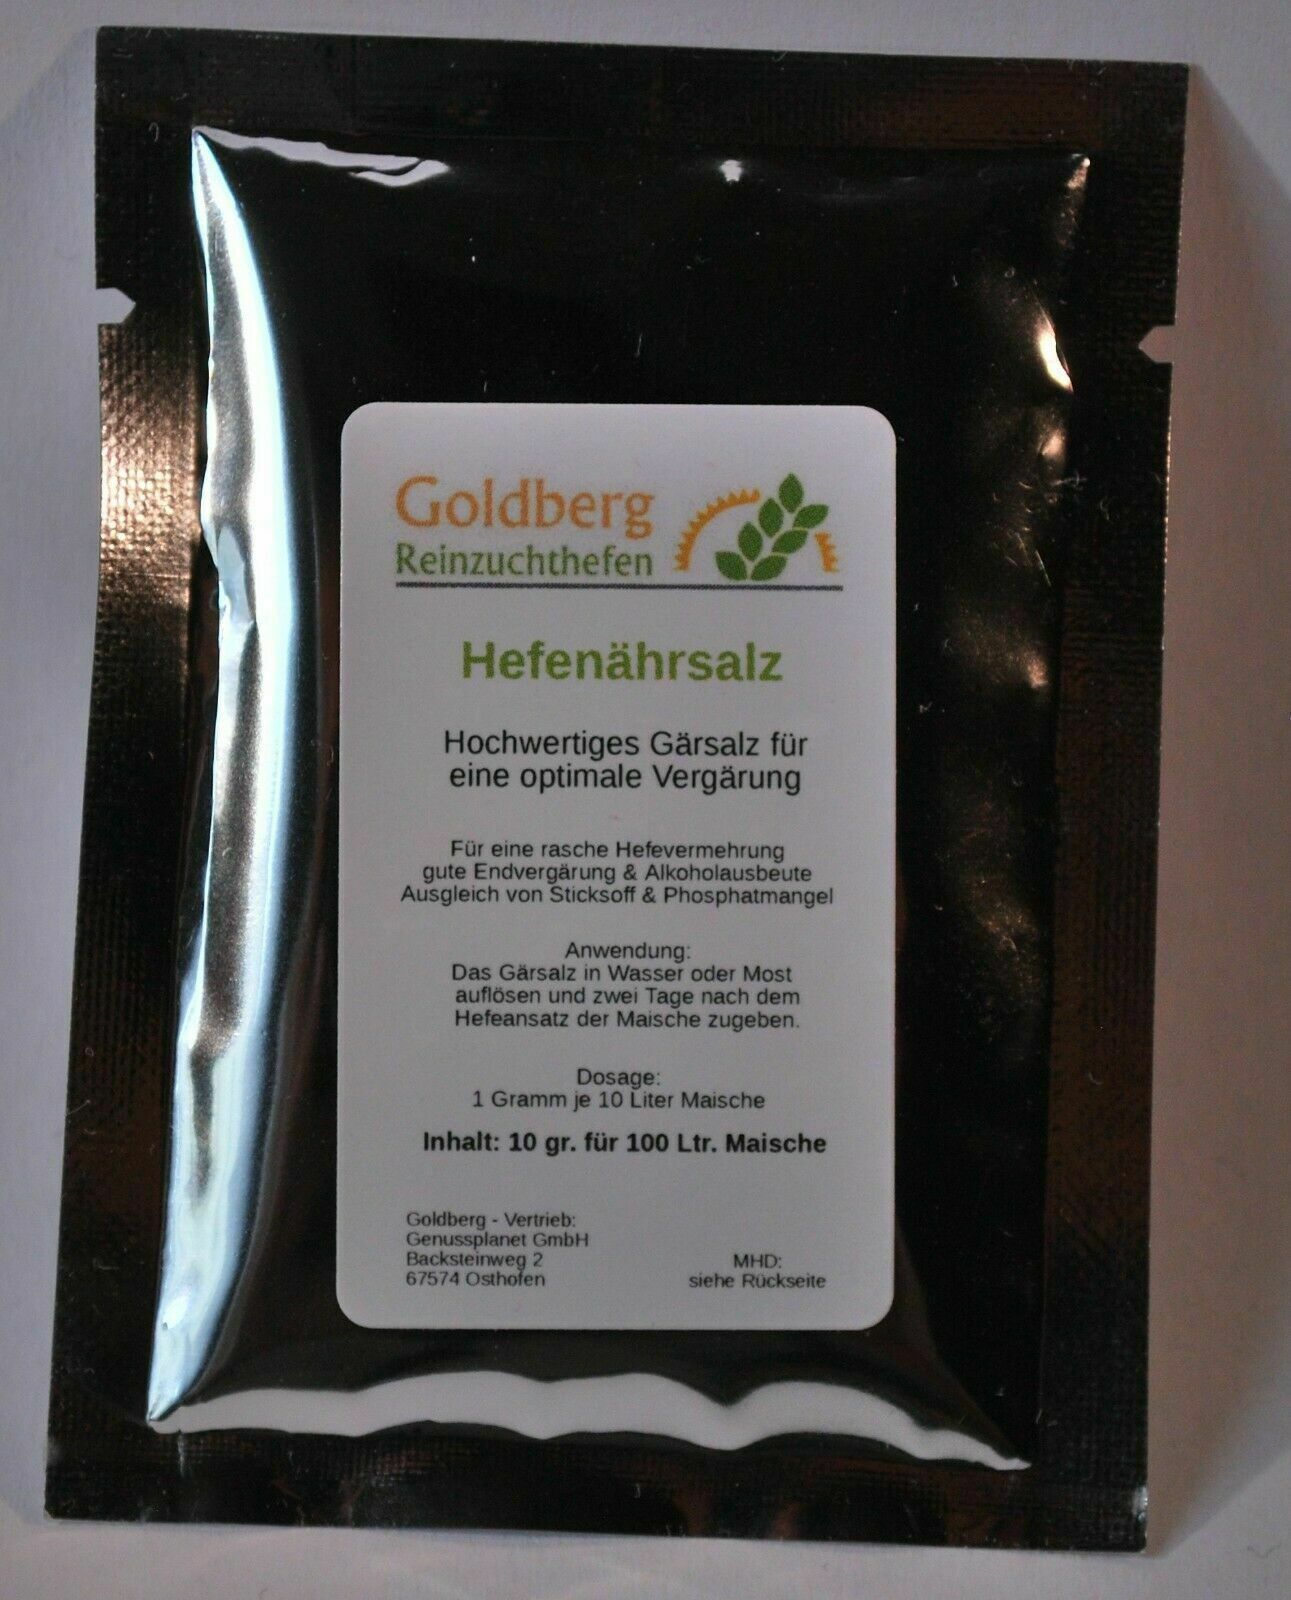 Goldberg
Reinzuchthefen
Hefenährsalz
Hochwertiges Gärsalz für
eine optimale Vergärung
Für eine rasche Hefevermehrung
gute Endvergärung & Alkoholausbeute
Ausgleich von Sticksoff & Phosphatmangel
Anwendung:
Das Gärsalz in Wasser oder Most
auflösen und zwei Tage nach dem
Hefeansatz der Maische zugeben.
Dosage:
1 Gramm je 10 Liter Maische
Inhalt: 10 gr. für 100 Ltr. Maische
Goldberg - Vertrieb:
Genussplanet GmbH
Backsteinweg 2
67574 Osthofen
MHD:
siehe Rückseite